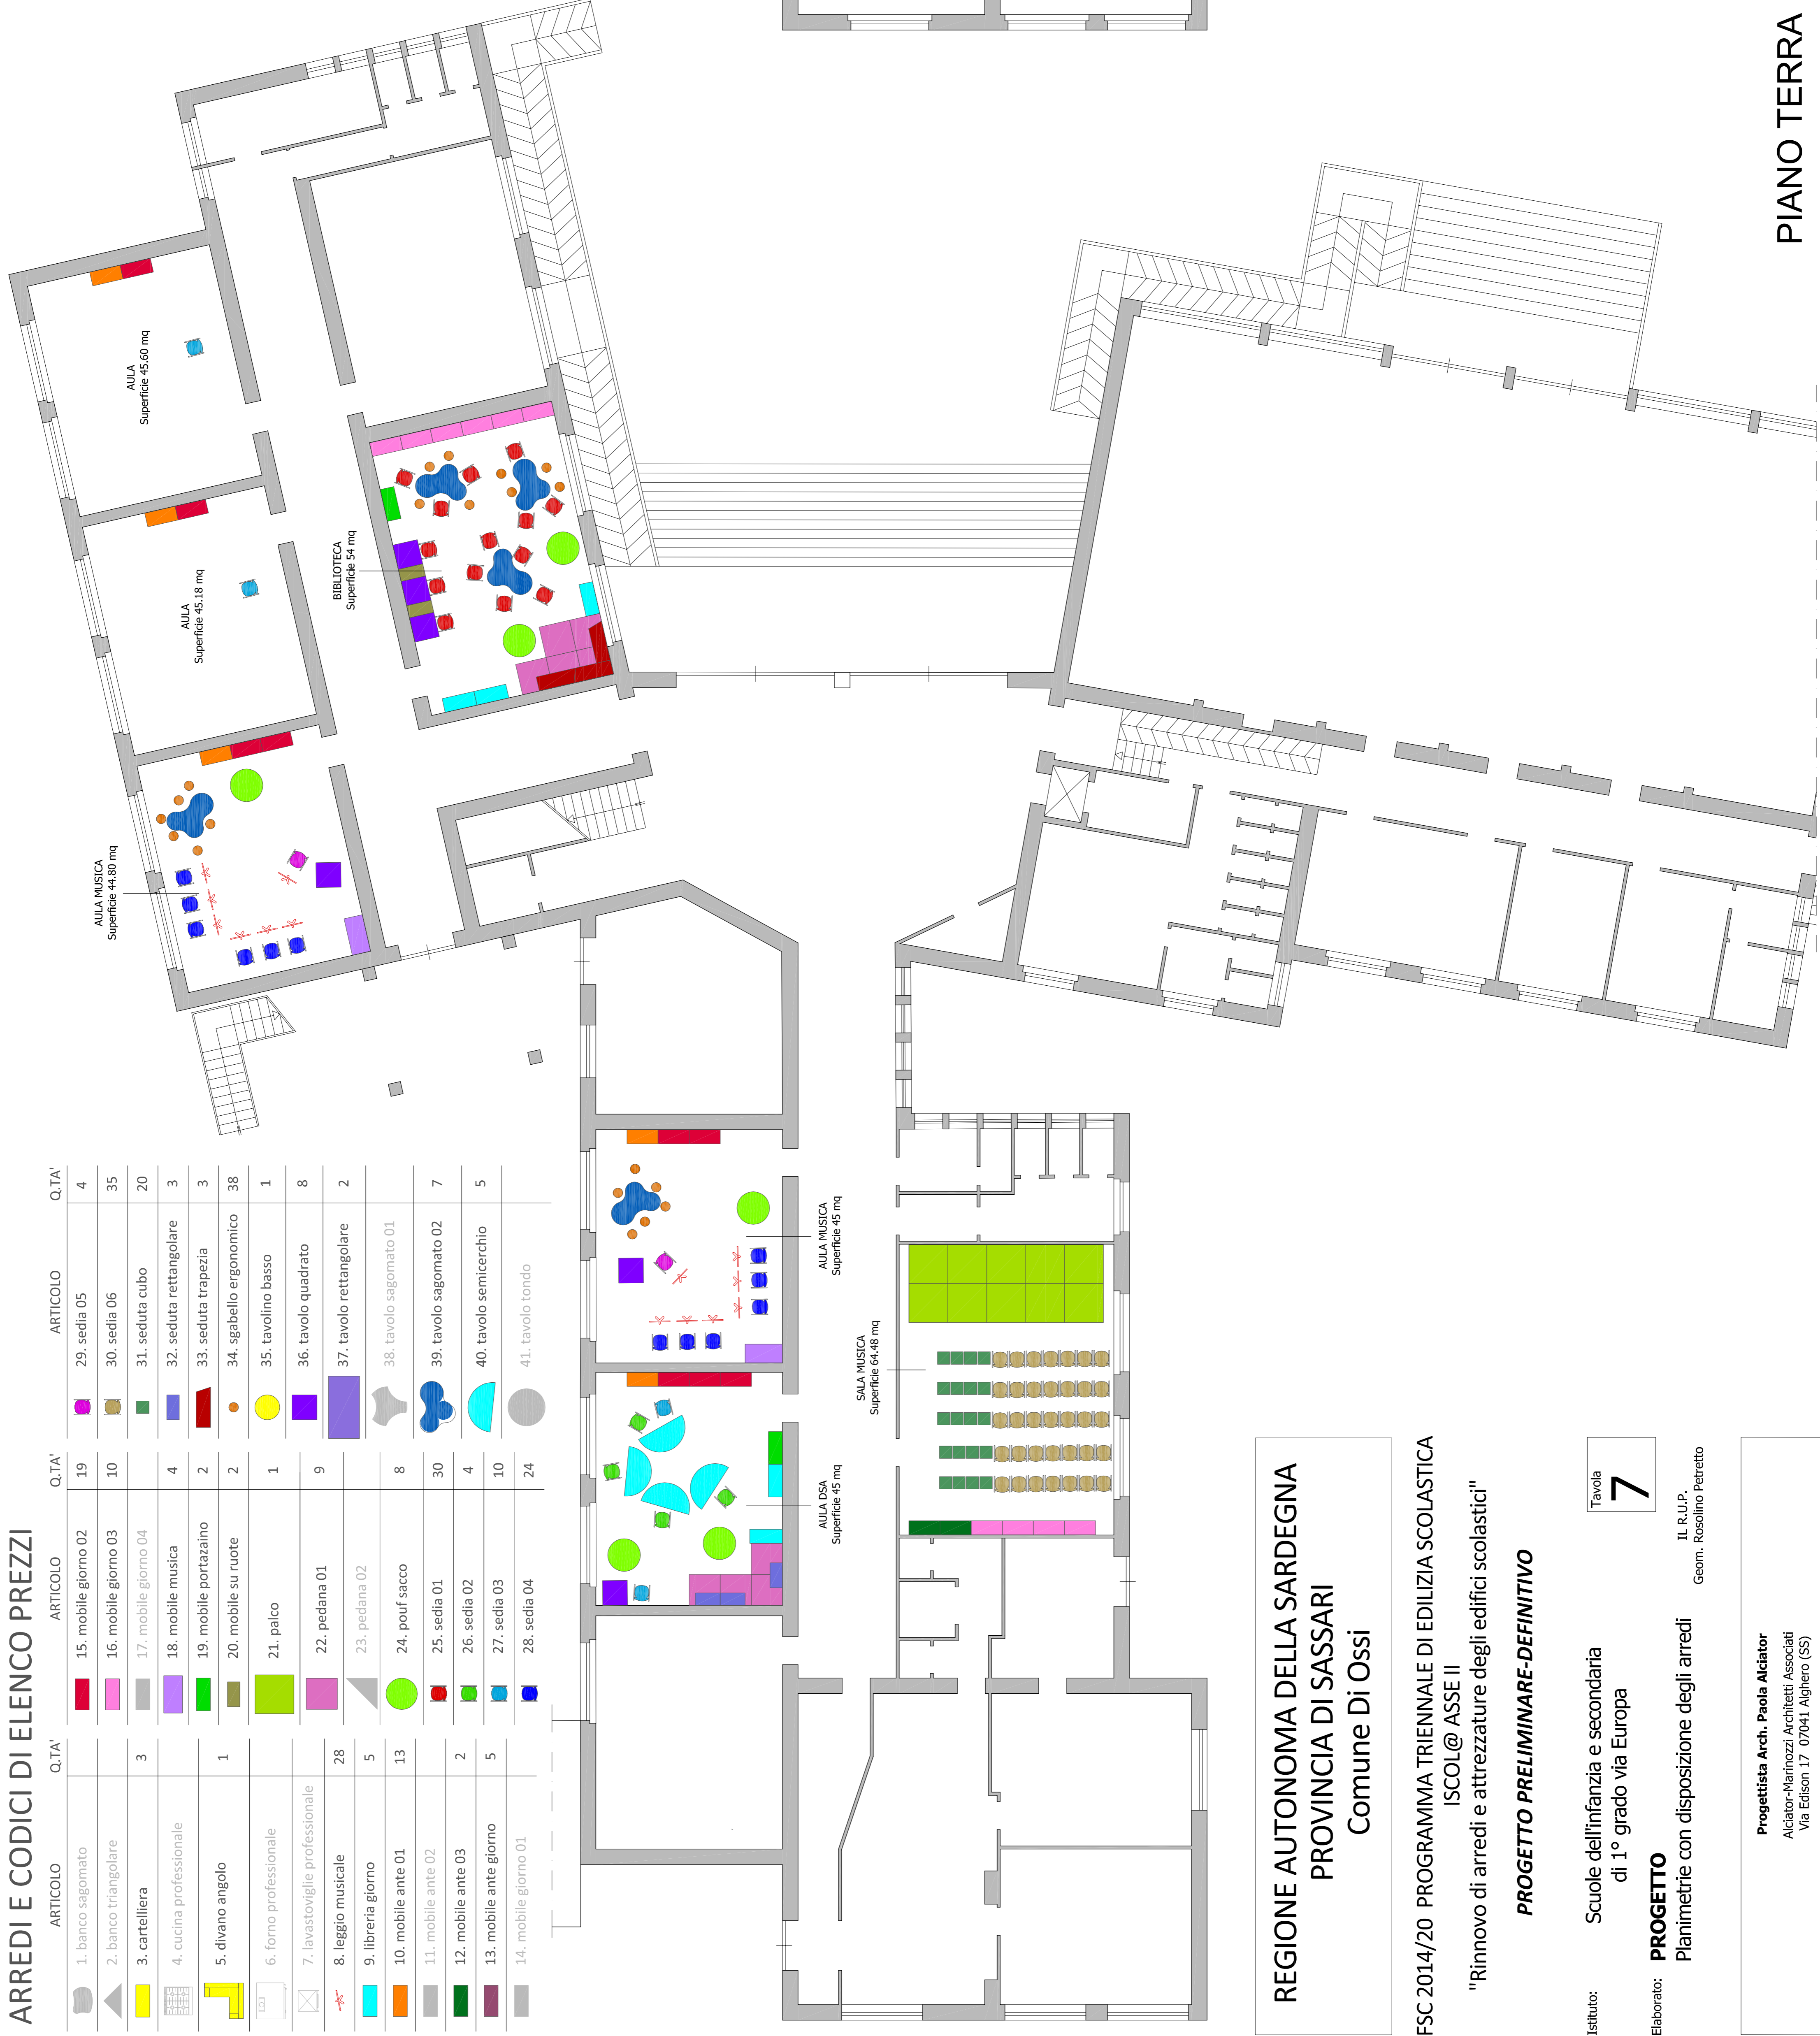 ARREDI E CODICI DI ELENCO PREZZI
ARTICOLO Q.TA'
1. banco sagomato
2. banco triangolare
3. cartelliera 3
4. cucina professionale
5. divano angolo 1
6. forno professionale
7. lavastoviglie professionale
8. leggio musicale 28
9. libreria giorno 5
10. mobile ante 01 13
11. mobile ante 02
12. mobile ante 03 2
13. mobile ante giorno 5
14. mobile giorno 01
ARTICOLO Q.TA'
15. mobile giorno 02 19
16. mobile giorno 03 10
17. mobile giorno 04
18. mobile musica 4
19. mobile portazaino 2
20. mobile su ruote 2
21. palco 1
22. pedana 01 9
23. pedana 02
24. pouf sacco 8
25. sedia 01 30
26. sedia 02 4
27. sedia 03 10
28. sedia 04 24
ARTICOLO Q.TA'
29. sedia 05 4
30. sedia 06 35
31. seduta cubo 20
32. seduta rettangolare 3
33. seduta trapezia 3
34. sgabello ergonomico 38
35. tavolino basso 1
36. tavolo quadrato 8
37. tavolo rettangolare 2
38. tavolo sagomato 01
39. tavolo sagomato 02 7
40. tavolo semicerchio 5
41. tavolo tondo
AULA MUSICA
Superficie 44.80 mq
AULA
Superficie 45.18 mq
AULA
Superficie 45.60 mq
BIBLIOTECA
Superficie 54 mq
AULA DSA
Superficie 45 mq
AULA MUSICA
Superficie 45 mq
SALA MUSICA
Superficie 64.48 mq
PIANO TERRA
REGIONE AUTONOMA DELLA SARDEGNA
PROVINCIA DI SASSARI
Comune Di Ossi
FSC 2014/20 PROGRAMMA TRIENNALE DI EDILIZIA SCOLASTICA
ISCOL@ ASSE II
"Rinnovo di arredi e attrezzature degli edifici scolastici"
PROGETTO PRELIMINARE-DEFINITIVO
Istituto: Scuole dell'infanzia e secondaria
di 1° grado via Europa
Tavola
7
Elaborato: PROGETTO
Planimetrie con disposizione degli arredi
IL R.U.P.
Geom. Rosolino Petretto
Progettista Arch. Paola Alciator
Alciator-Marinozzi Architetti Associati
Via Edison 17 07041 Alghero (SS)